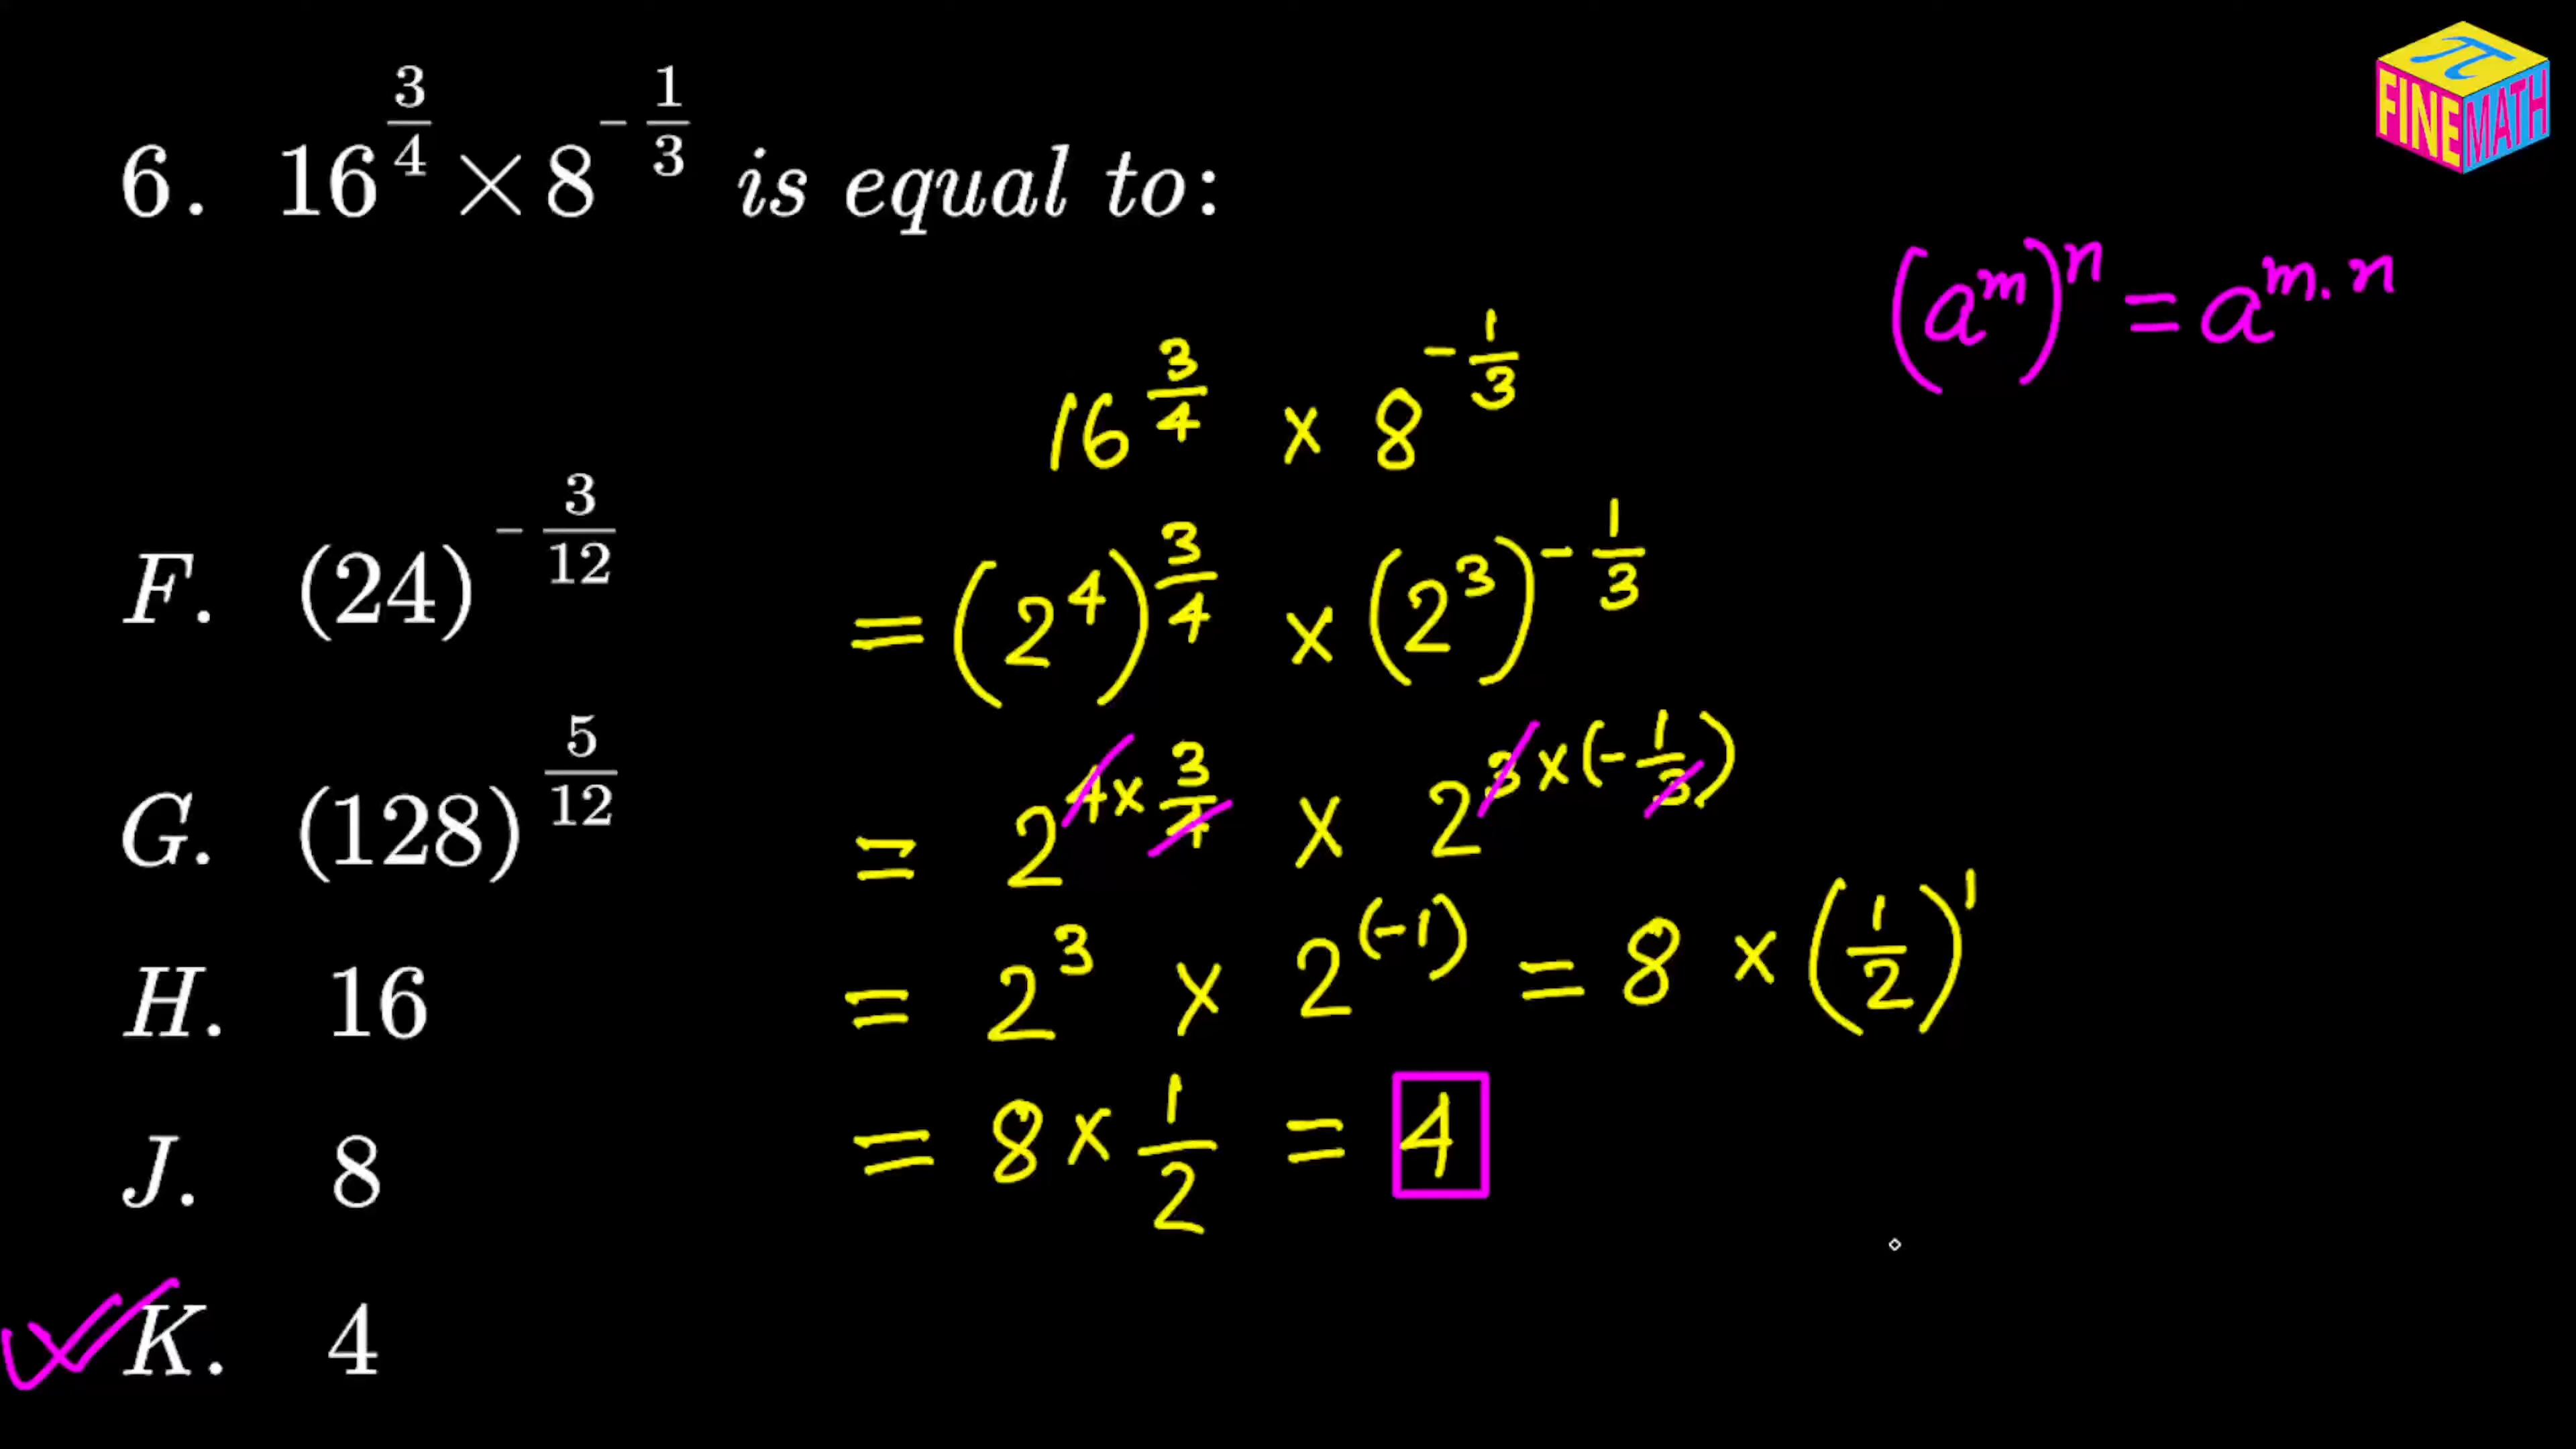 6. 16^(3/4) × 8^(-1/3) is equal to:
π
FINE MATH
(a^m)^n = a^(m.n)
16^(3/4) × 8^(-1/3)
F. (24)^(-3/12)
= (2^4)^(3/4) × (2^3)^(-1/3)
G. (128)^(5/12)
= 2^(4×3/4) × 2^(3×(-1/3))
H. 16
= 2^3 × 2^(-1) = 8 × (1/2)^1
J. 8
= 8 × 1/2 = 4
K. 4